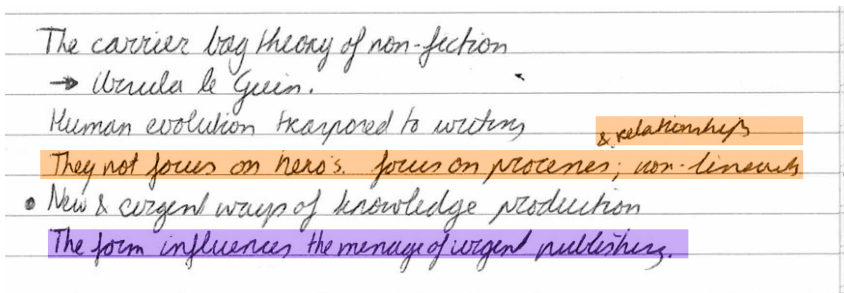 The carrier bag theory of non-fiction
→ Ursula le Guin.
Human evolution traspored to writing
& relationships
They not focus on hero's. focus on processes; non-linearity
• New & urgent ways of knowledge production
The form influences the message of urgent publishing.